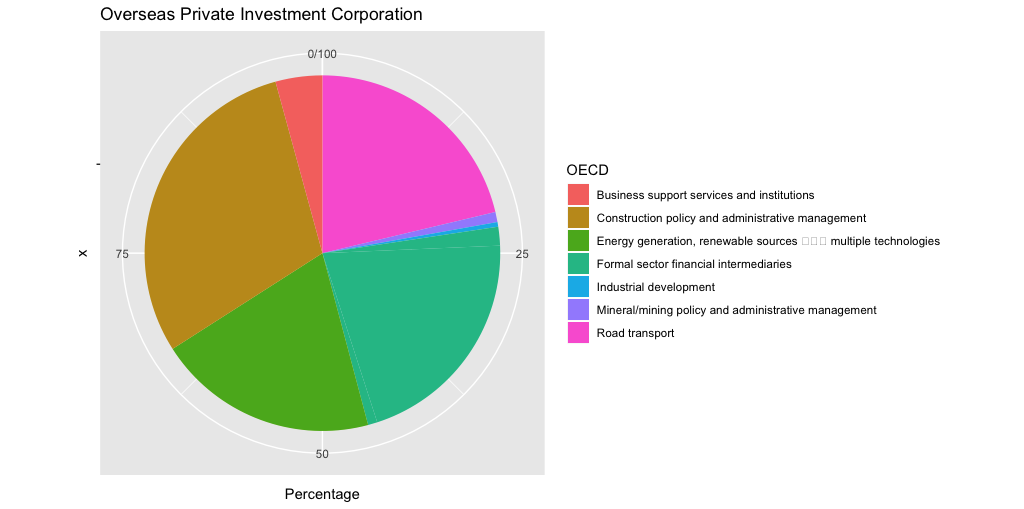 Overseas Private Investment Corporation
0/100
25
50
75
x
Percentage
OECD
Business support services and institutions
Construction policy and administrative management
Energy generation, renewable sources □□□ multiple technologies
Formal sector financial intermediaries
Industrial development
Mineral/mining policy and administrative management
Road transport